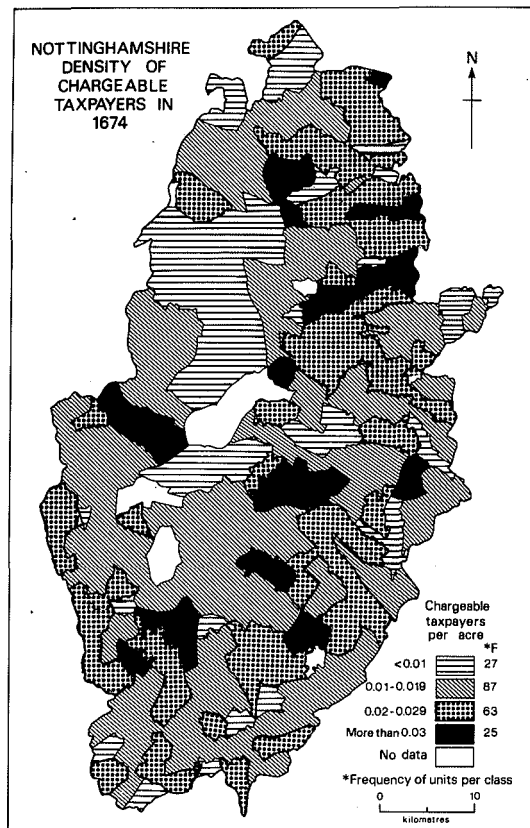 NOTTINGHAMSHIRE
DENSITY OF
CHARGEABLE
TAXPAYERS IN
1674
N
Chargeable
taxpayers
per acre
*F
<0.01 27
0.01-0.019 87
0.02-0.029 63
More than 0.03 25
No data
*Frequency of units per class
0 10
kilometres